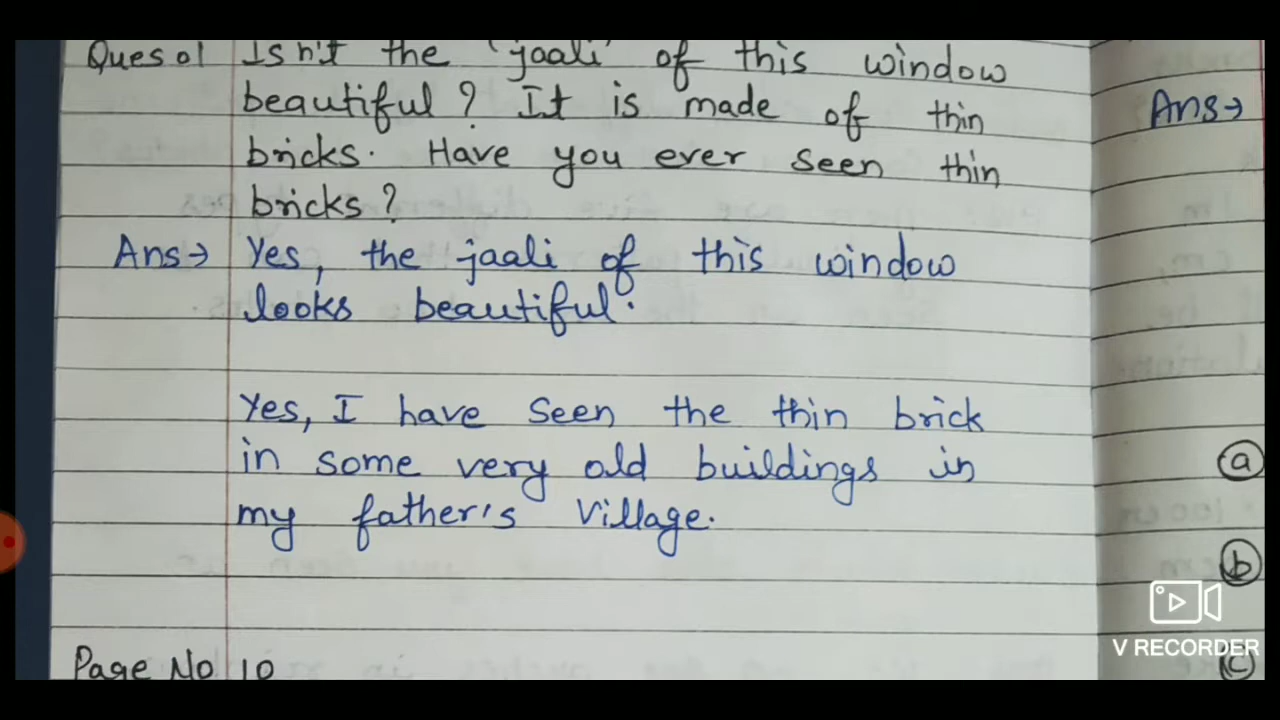 Ques 01 Isn't the 'jaali' of this window
beautiful? It is made of thin
bricks. Have you ever seen thin
bricks?
Ans→ Yes, the jaali of this window
looks beautiful.
Yes, I have seen the thin brick
in some very old buildings in
my father's village.
Page No 10
Ans→
(a)
(b)
(c)
V RECORDER